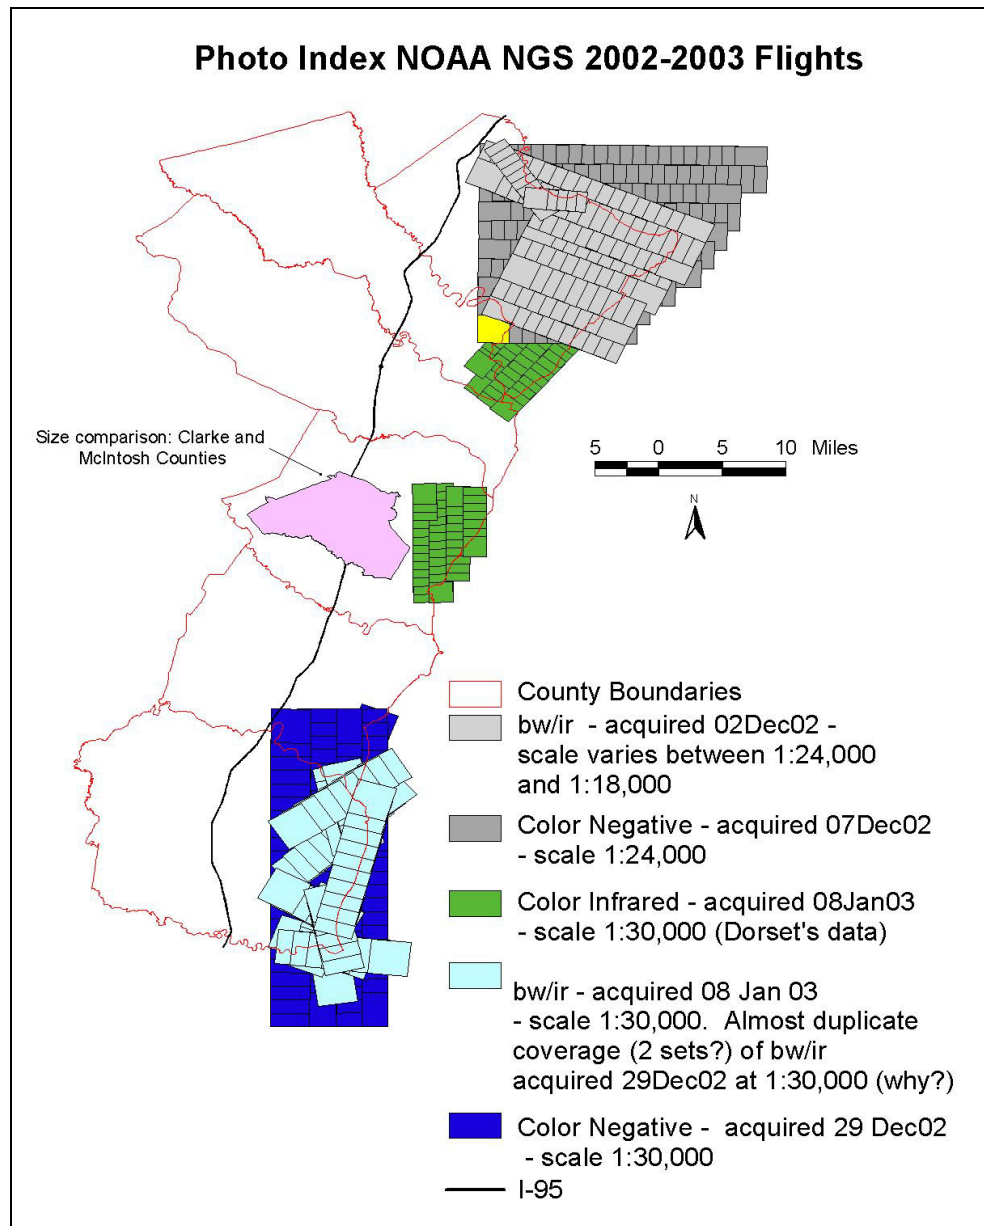 Photo Index NOAA NGS 2002-2003 Flights
Size comparison: Clarke and
McIntosh Counties
5 0 5 10 Miles
N
County Boundaries
bw/ir - acquired 02Dec02 -
scale varies between 1:24,000
and 1:18,000
Color Negative - acquired 07Dec02
- scale 1:24,000
Color Infrared - acquired 08Jan03
- scale 1:30,000 (Dorset's data)
bw/ir - acquired 08 Jan 03
- scale 1:30,000. Almost duplicate
coverage (2 sets?) of bw/ir
acquired 29Dec02 at 1:30,000 (why?)
Color Negative - acquired 29 Dec02
- scale 1:30,000
I-95